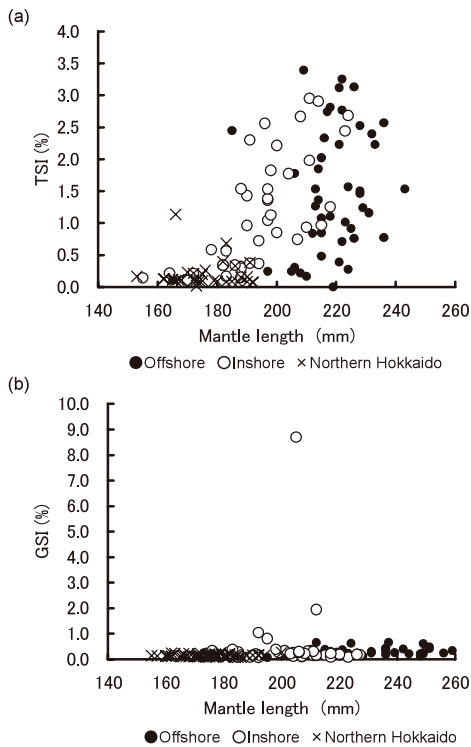 (a)
4.0
3.5
3.0
2.5
2.0
1.5
1.0
0.5
0.0
TSI (%)
140 160 180 200 220 240 260
Mantle length (mm)
●Offshore ○Inshore ×Northern Hokkaido
(b)
10.0
9.0
8.0
7.0
6.0
5.0
4.0
3.0
2.0
1.0
0.0
GSI (%)
140 160 180 200 220 240 260
Mantle length (mm)
●Offshore ○Inshore ×Northern Hokkaido